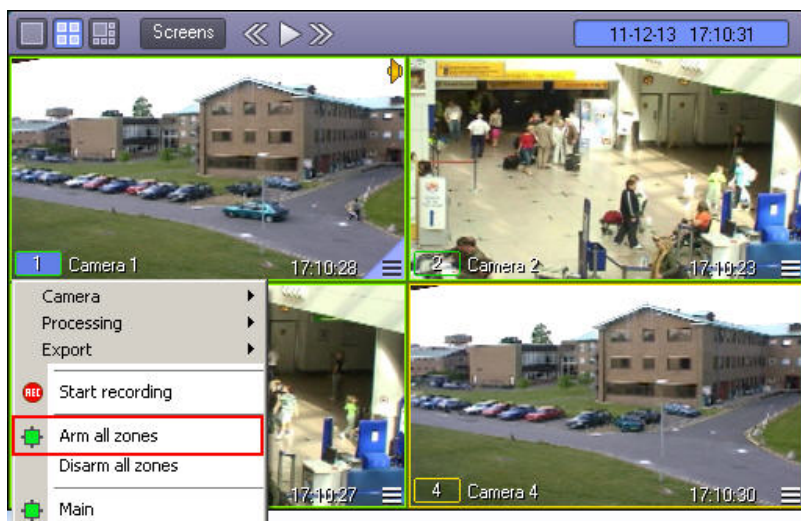 Screens
11-12-13 17:10:31
1 Camera 1 17:10:28
2 Camera 2 17:10:23
Camera
Processing
Export
REC Start recording
Arm all zones
Disarm all zones
Main
17:10:27
4 Camera 4 17:10:30